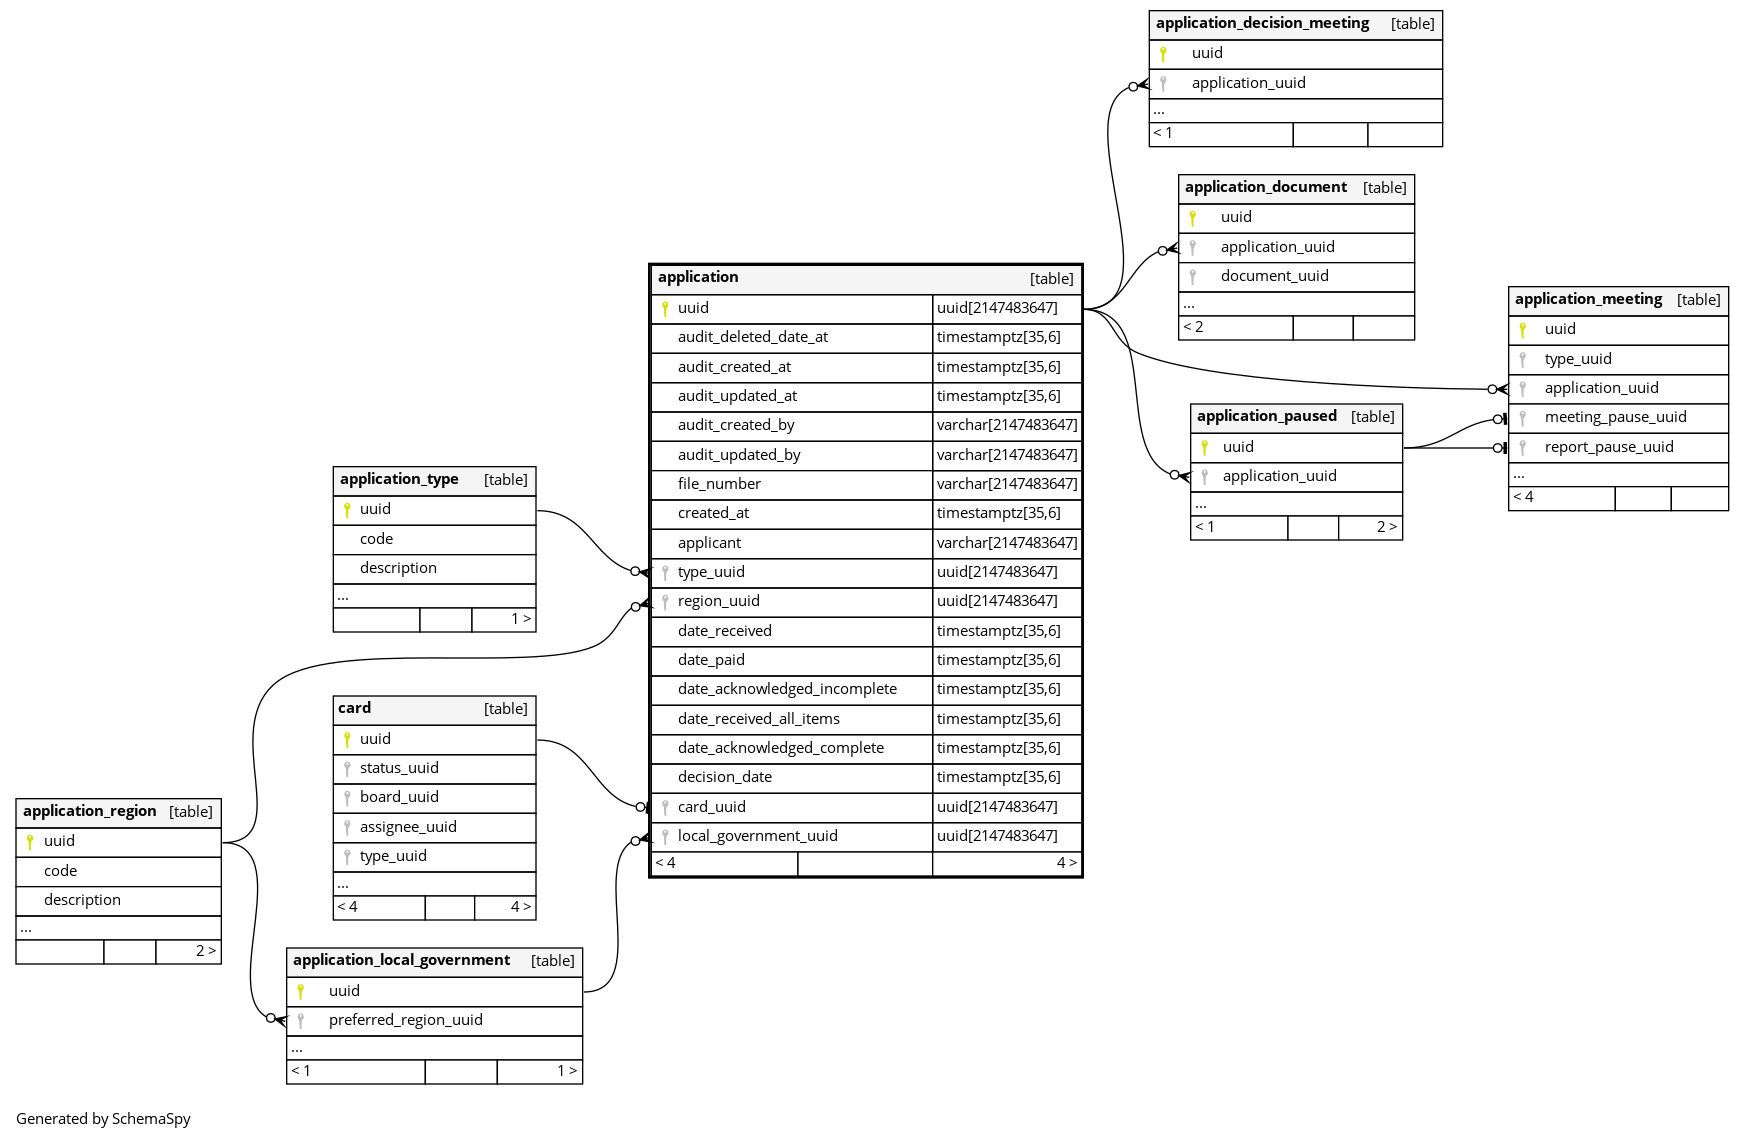 application_decision_meeting [table]
uuid
application_uuid
...
< 1
application_document [table]
uuid
application_uuid
document_uuid
...
< 2
application_meeting [table]
uuid
type_uuid
application_uuid
meeting_pause_uuid
report_pause_uuid
...
< 4
application_paused [table]
uuid
application_uuid
...
< 1 2 >
application [table]
uuid uuid[2147483647]
audit_deleted_date_at timestamptz[35,6]
audit_created_at timestamptz[35,6]
audit_updated_at timestamptz[35,6]
audit_created_by varchar[2147483647]
audit_updated_by varchar[2147483647]
file_number varchar[2147483647]
created_at timestamptz[35,6]
applicant varchar[2147483647]
type_uuid uuid[2147483647]
region_uuid uuid[2147483647]
date_received timestamptz[35,6]
date_paid timestamptz[35,6]
date_acknowledged_incomplete timestamptz[35,6]
date_received_all_items timestamptz[35,6]
date_acknowledged_complete timestamptz[35,6]
decision_date timestamptz[35,6]
card_uuid uuid[2147483647]
local_government_uuid uuid[2147483647]
< 4 4 >
application_type [table]
uuid
code
description
...
1 >
card [table]
uuid
status_uuid
board_uuid
assignee_uuid
type_uuid
...
< 4 4 >
application_region [table]
uuid
code
description
...
2 >
application_local_government [table]
uuid
preferred_region_uuid
...
< 1 1 >
Generated by SchemaSpy